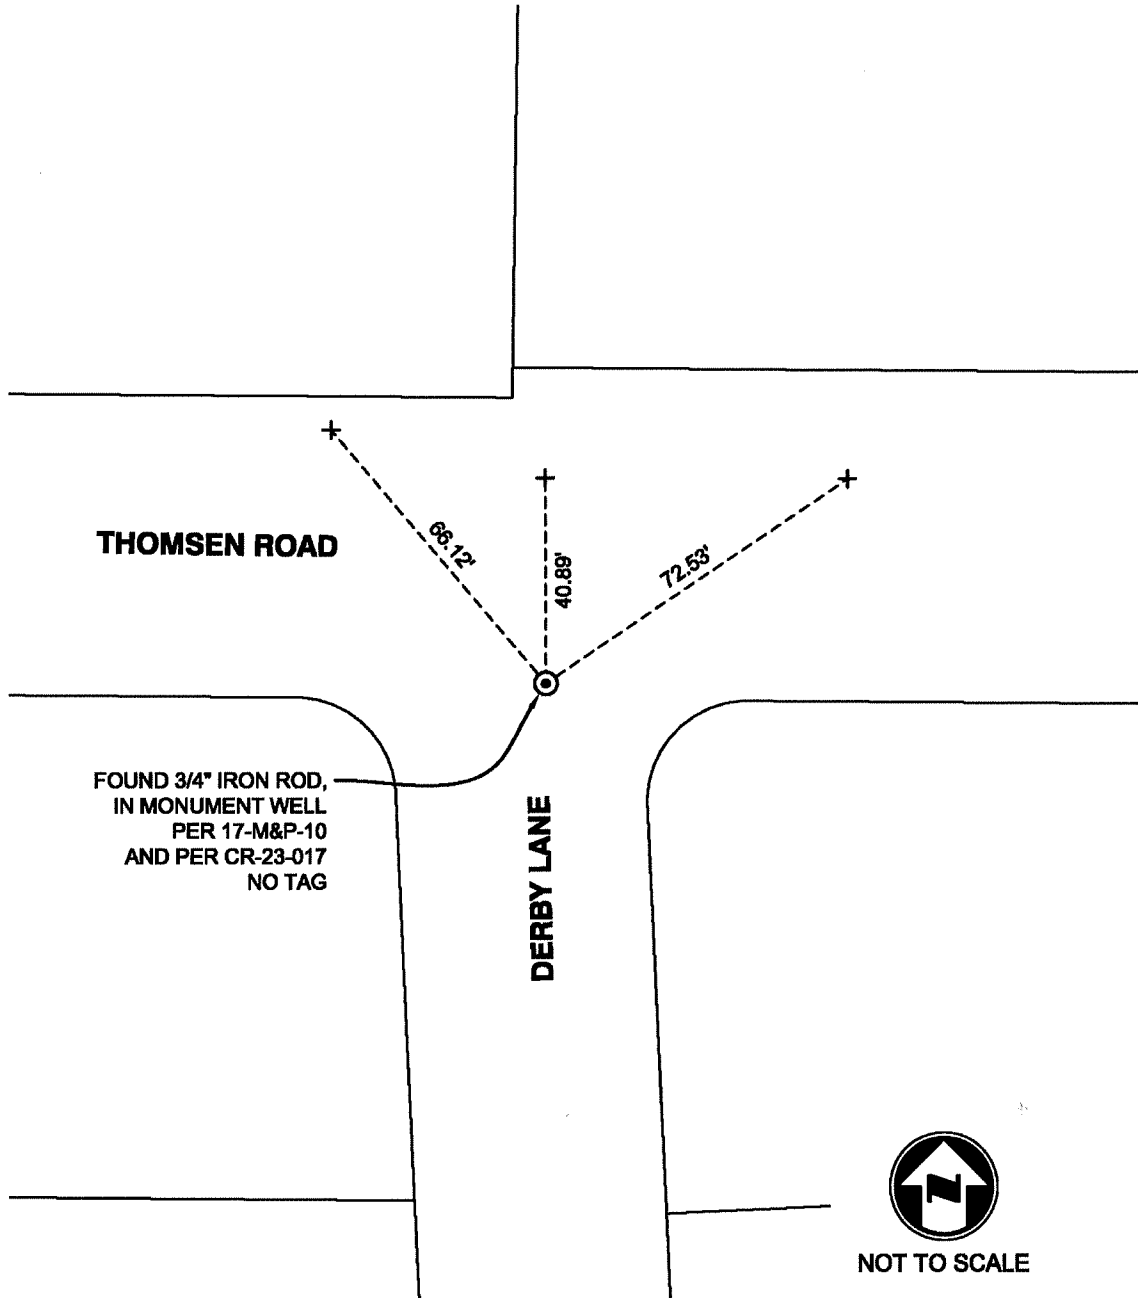 66.12'
40.89'
72.53'
THOMSEN ROAD
FOUND 3/4" IRON ROD,
IN MONUMENT WELL
PER 17-M&P-10
AND PER CR-23-017
NO TAG
DERBY LANE
N
NOT TO SCALE